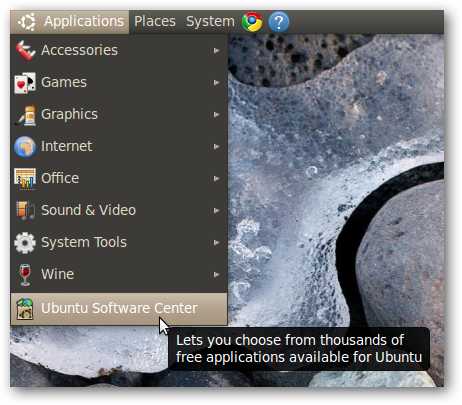 Applications Places System ?
Accessories
Games
Graphics
Internet
Office
Sound & Video
System Tools
Wine
Ubuntu Software Center
Lets you choose from thousands of
free applications available for Ubuntu